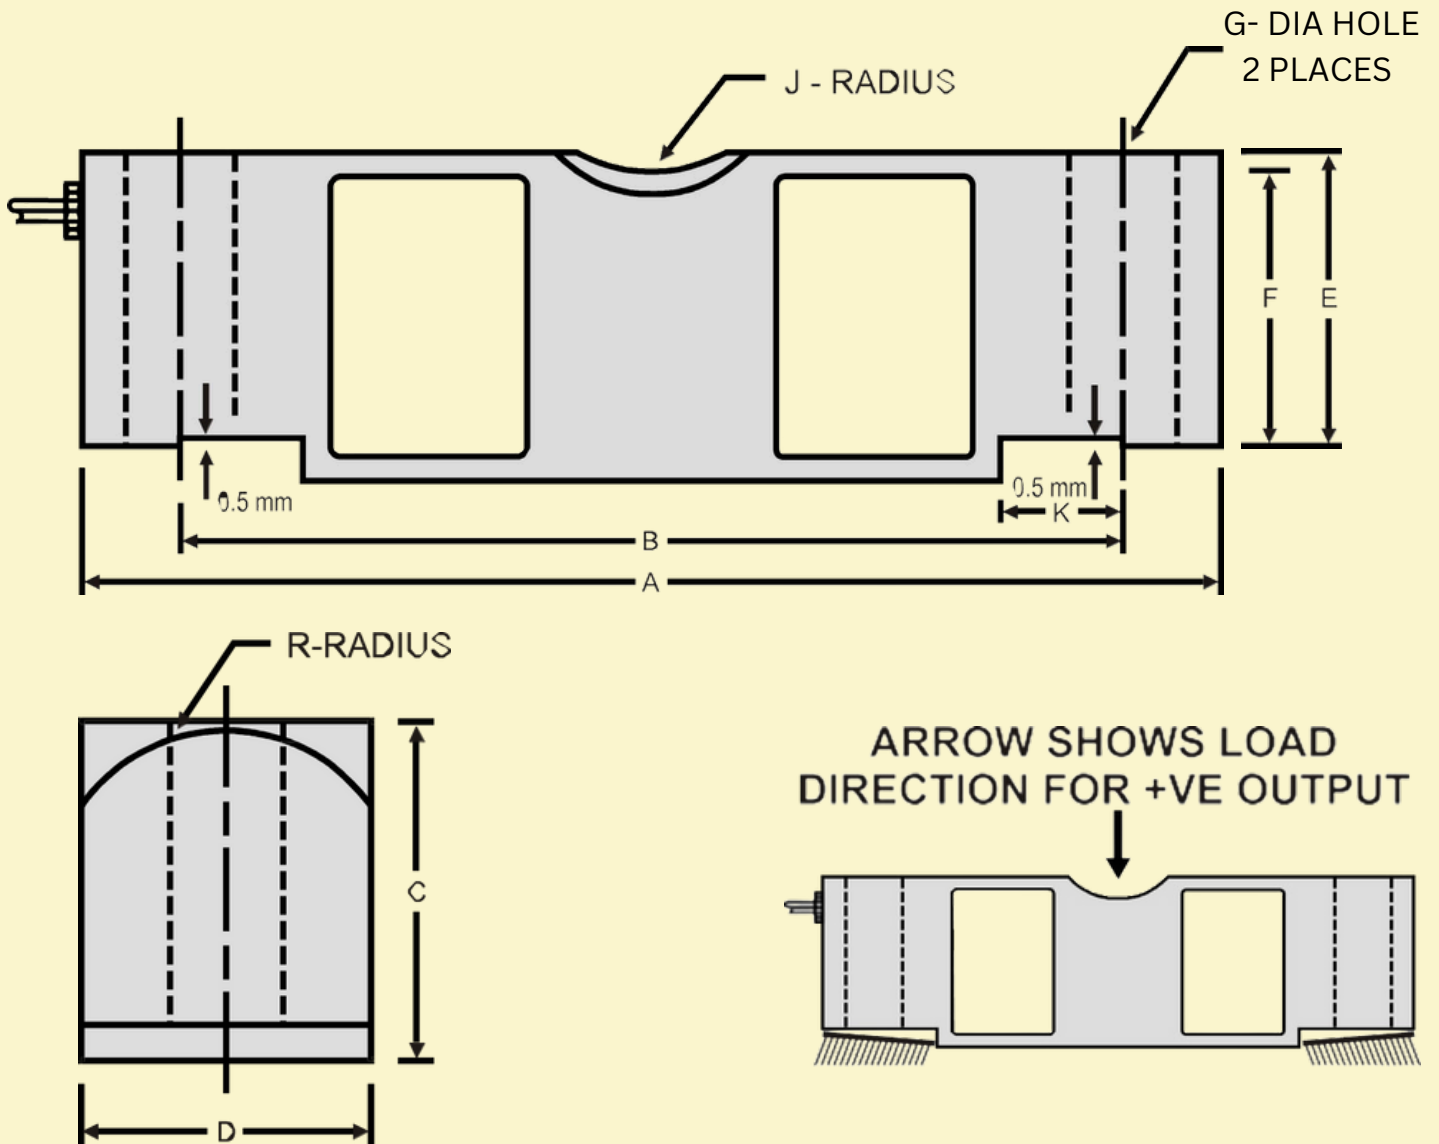 G- DIA HOLE
2 PLACES
J - RADIUS
F
E
0.5 mm
0.5 mm
K
B
A
R-RADIUS
C
D
ARROW SHOWS LOAD
DIRECTION FOR +VE OUTPUT